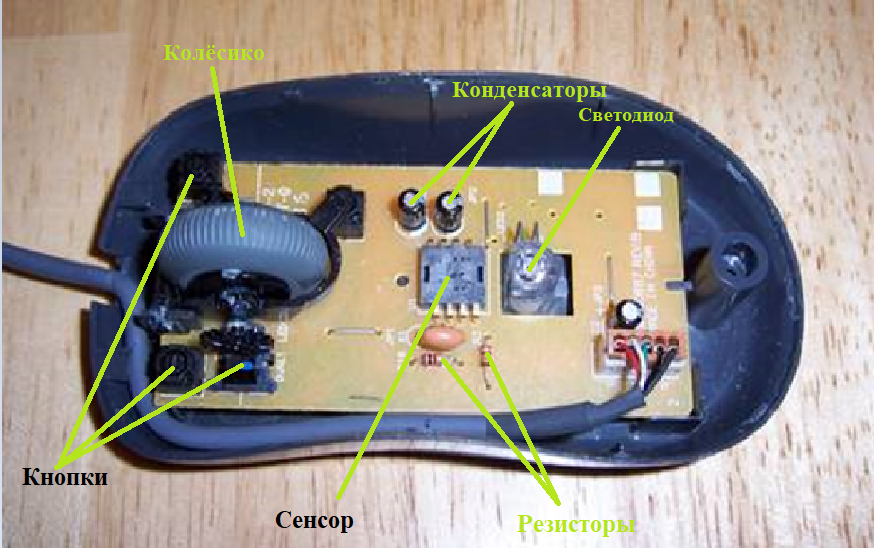 Колёсико
Конденсаторы
Светодиод
Кнопки
Сенсор
Резисторы